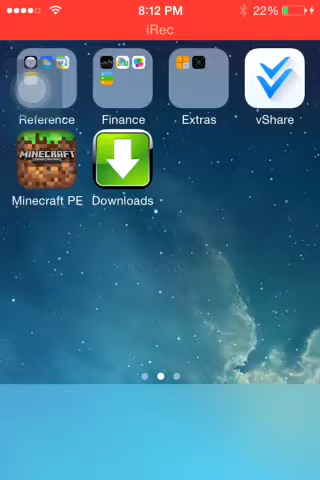 8:12 PM
22%
iRec
Reference
Finance
Extras
vShare
MINECRAFT
Minecraft PE
Downloads